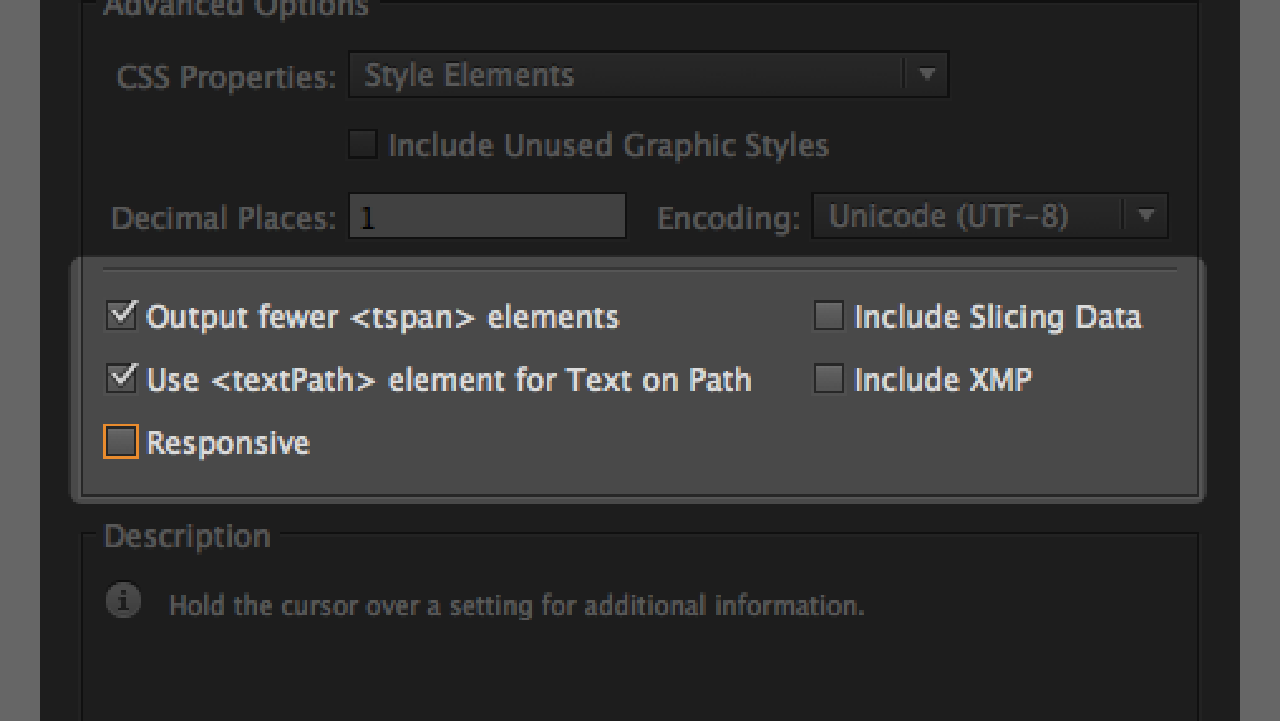 Advanced Options
CSS Properties: Style Elements
Include Unused Graphic Styles
Decimal Places: 1 Encoding: Unicode (UTF-8)
Output fewer <tspan> elements Include Slicing Data
Use <textPath> element for Text on Path Include XMP
Responsive
Description
i Hold the cursor over a setting for additional information.